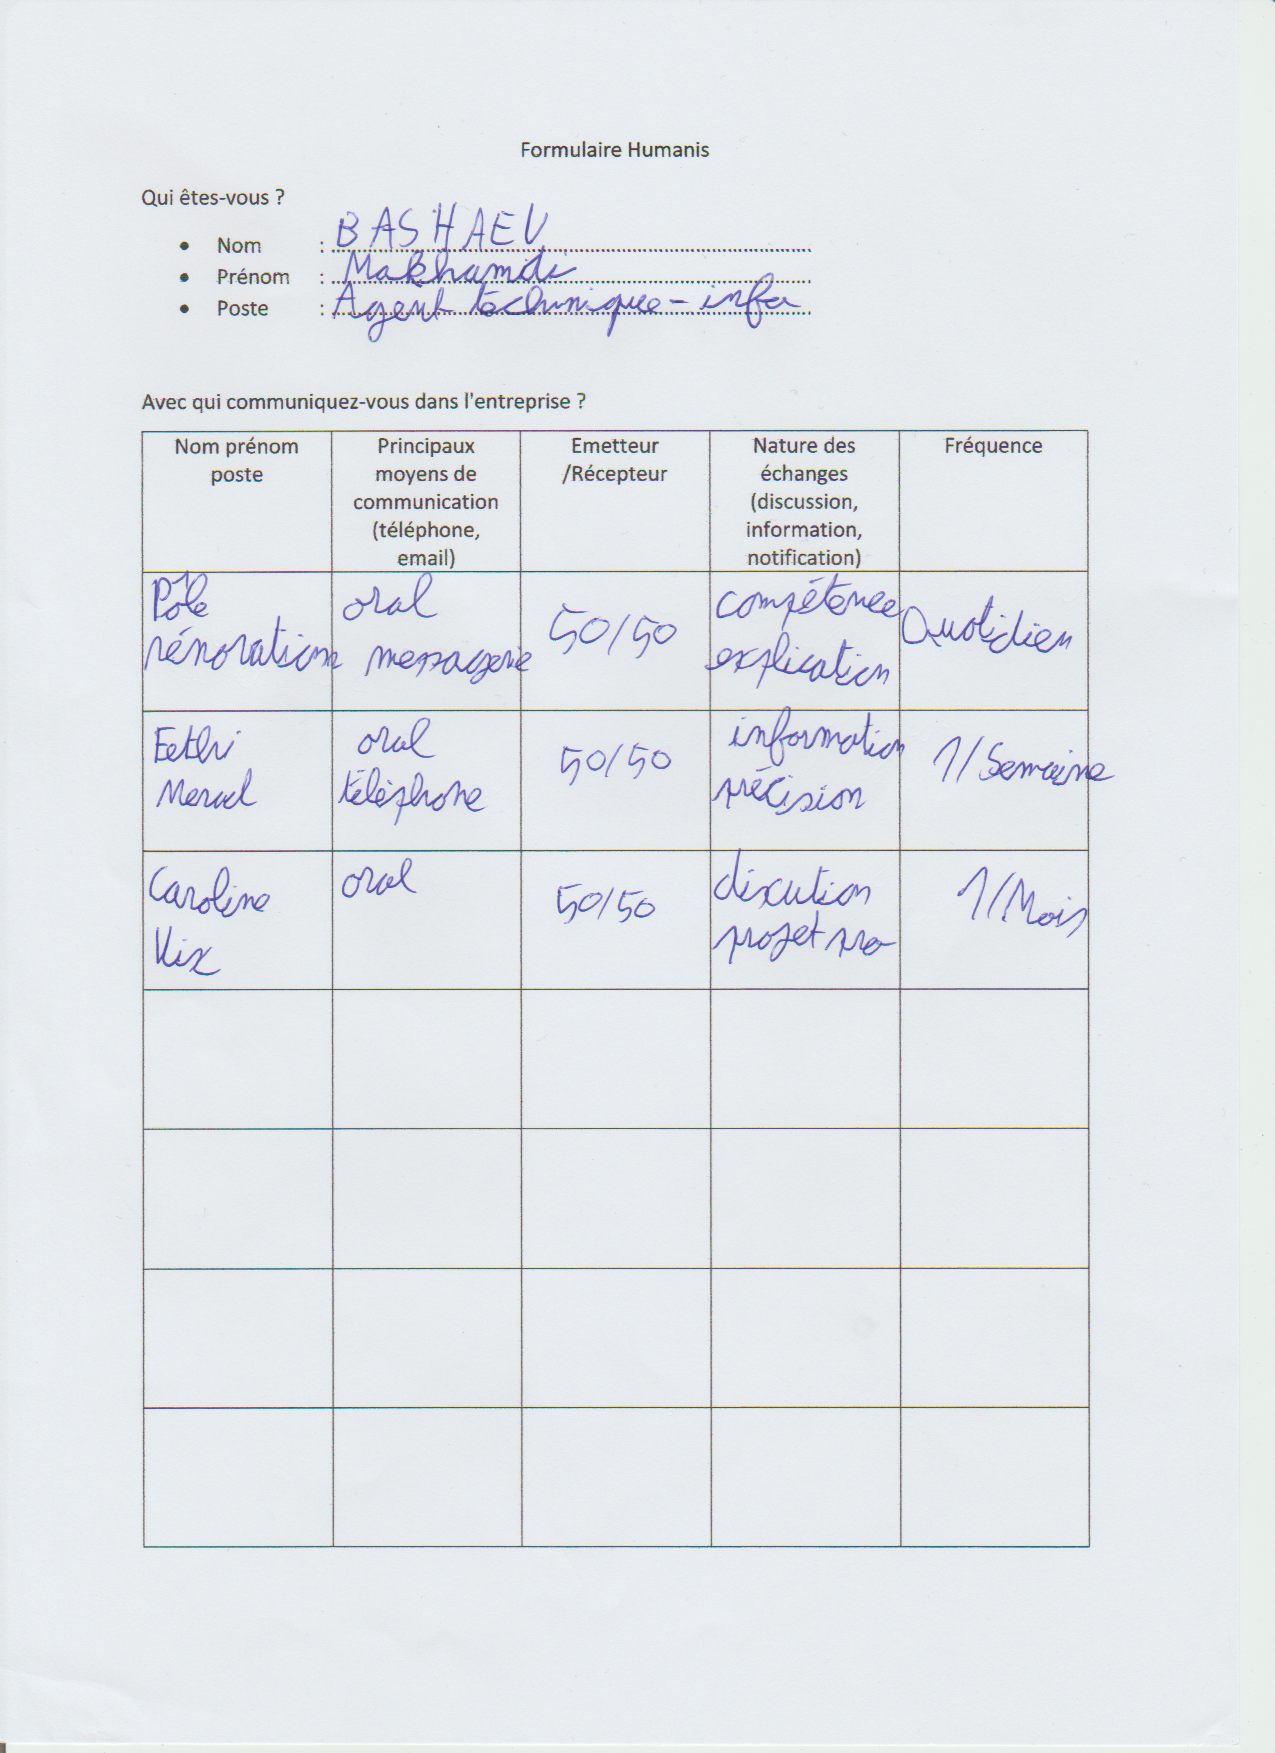 Formulaire Humanis
Qui êtes-vous ?
• Nom : BASHAEV
• Prénom : Makhamdi
• Poste : Agent technique - info
Avec qui communiquez-vous dans l'entreprise ?
Nom prénom
poste
Principaux
moyens de
communication
(téléphone,
email)
Emetteur
/Récepteur
Nature des
échanges
(discussion,
information,
notification)
Fréquence
Pôle
rénovation
oral
messagerie
50/50
compétence
explication
Quotidien
Fethi
oral
téléphone
50/50
information
précision
1/Semaine
Caroline
Vix
oral
50/50
discution
projet pro
1/Mois